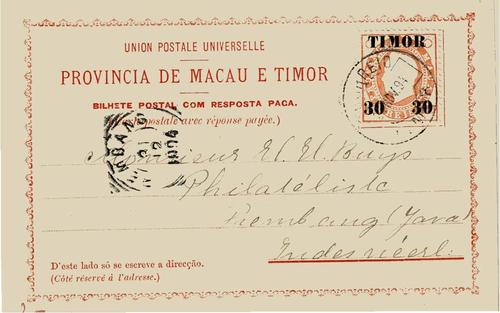 UNION POSTALE UNIVERSELLE
PROVINCIA DE MACAU E TIMOR
BILHETE POSTAL COM RESPOSTA PAGA.
postale avec réponse payée.)
TIMOR
30 30
Monsieur
Philatéliste
Rembang (Java)
Indes néerl.
D'este lado só se escreve a direcção.
(Côté réservé à l'adresse.)